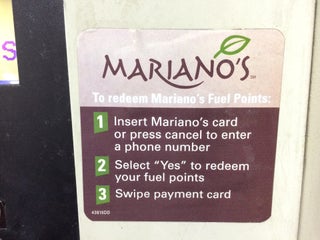 S
MARIANO'S SM
To redeem Mariano's Fuel Points:
1 Insert Mariano's card
or press cancel to enter
a phone number
2 Select "Yes" to redeem
your fuel points
3 Swipe payment card